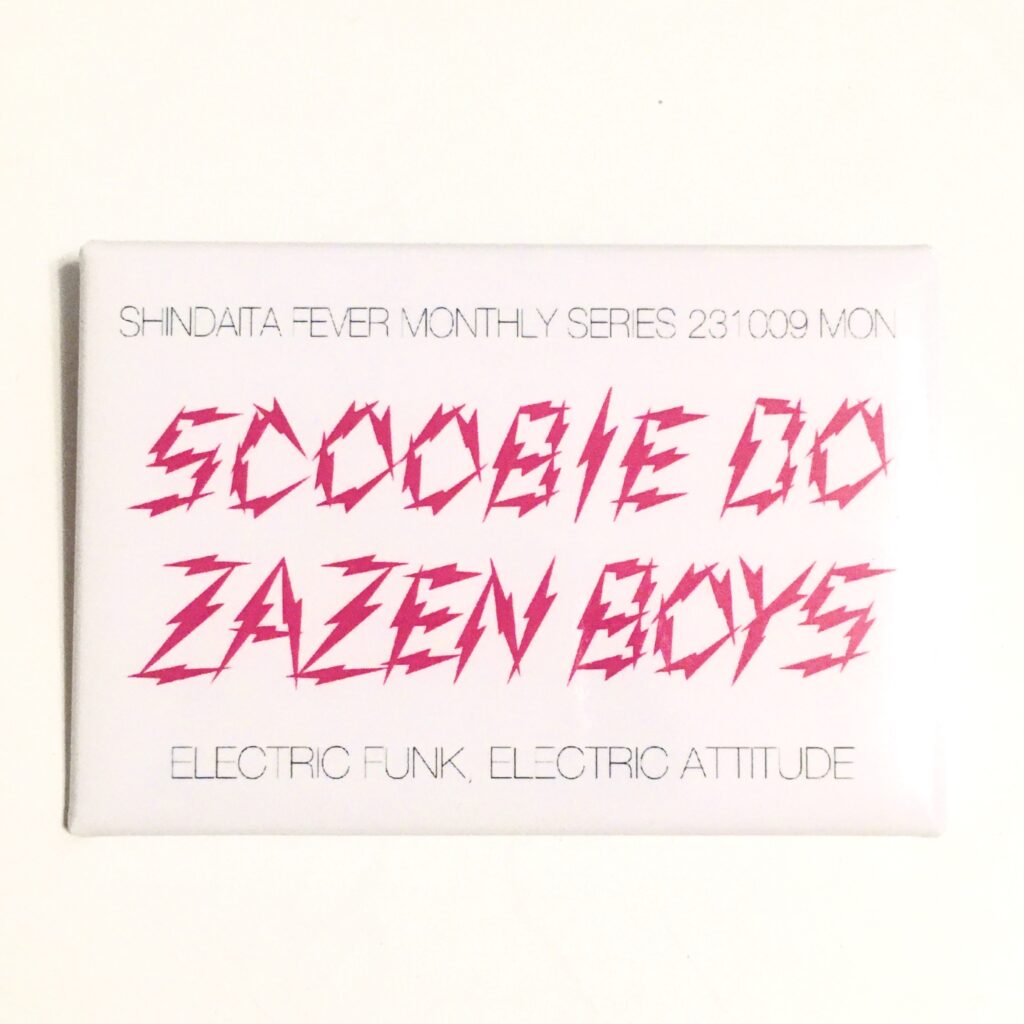 SHINDAITA FEVER MONTHLY SERIES 231009 MON
SCOOBIE DO
ZAZEN BOYS
ELECTRIC FUNK, ELECTRIC ATTITUDE